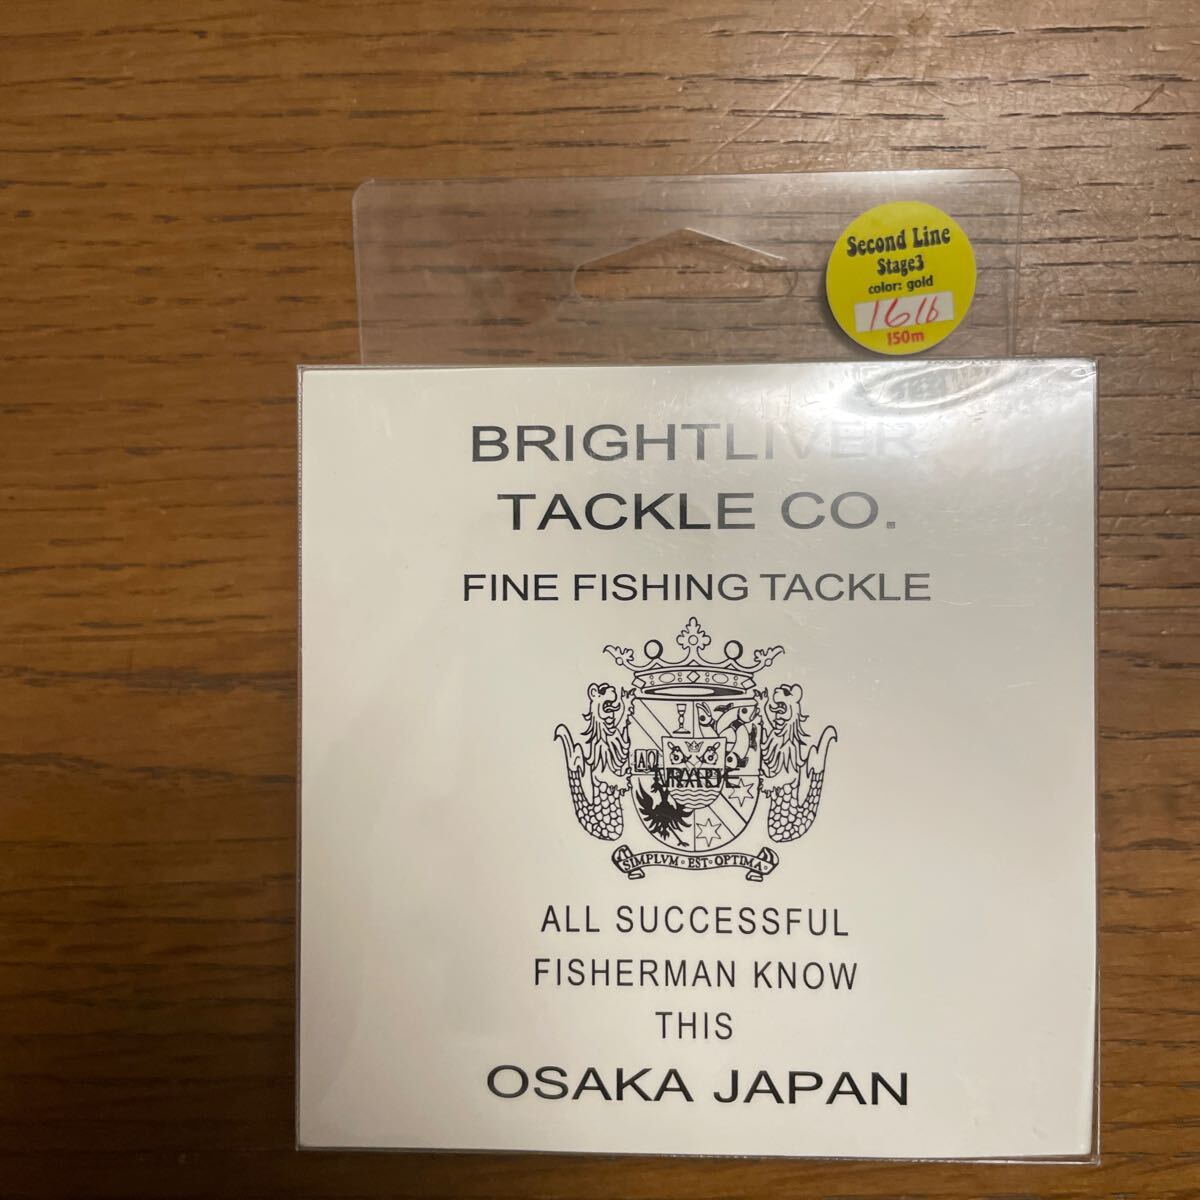 Second Line
Stage3
color: gold
16lb
150m
BRIGHTLIVER
TACKLE CO.
FINE FISHING TACKLE
SIMPLVM·EST·OPTIMA
ALL SUCCESSFUL
FISHERMAN KNOW
THIS
OSAKA JAPAN